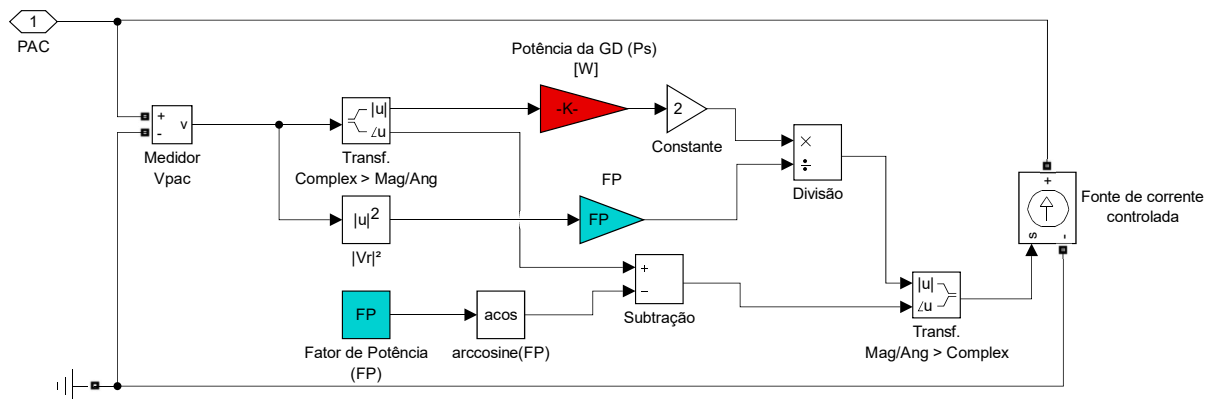 1
PAC
Potência da GD (Ps)
[W]
-K-
2
Constante
+
-
v
Medidor
Vpac
|u|
∠u
Transf.
Complex > Mag/Ang
×
÷
Divisão
FP
FP
|u|2
|Vr|²
+
s
-
Fonte de corrente
controlada
+
−
Subtração
|u|
∠u
Transf.
Mag/Ang > Complex
FP
Fator de Potência
(FP)
acos
arccosine(FP)